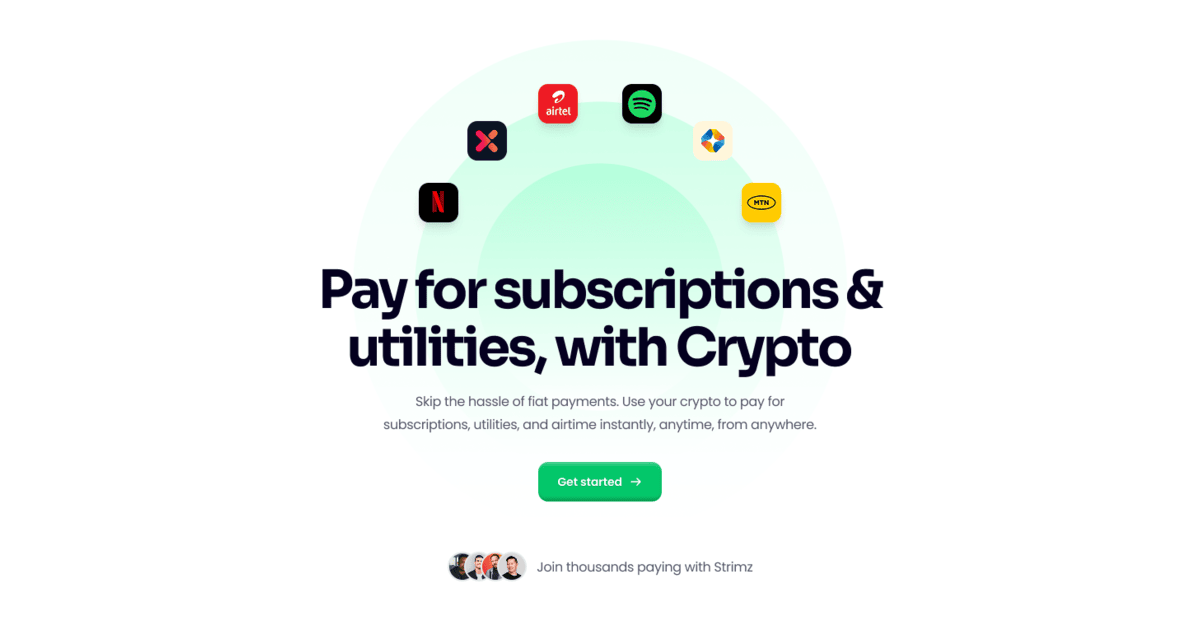 airtel
MTN
Pay for subscriptions &
utilities, with Crypto
Skip the hassle of fiat payments. Use your crypto to pay for
subscriptions, utilities, and airtime instantly, anytime, from anywhere.
Get started →
Join thousands paying with Strimz